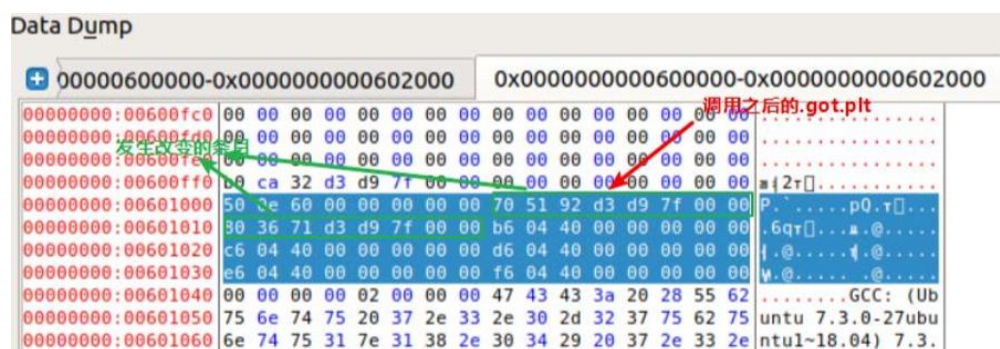 Data Dump
00000600000-0x0000000000602000 0x0000000000600000-0x0000000000602000
调用之后的.got.plt
发生改变的条目
00000000:00600fc0 00 00 00 00 00 00 00 00 00 00 00 00 00 00 00 ................
00000000:00600fd0 00 00 00 00 00 00 00 00 00 00 00 00 00 ................
00000000:00600fe0 00 00 00 00 00 00 00 00 00 00 00 00 00 ................
00000000:00600ff0 ca 32 d3 d9 7f 00 00 00 00 00 00 00 00 00 00
00000000:00601000 50 0e 60 00 00 00 00 00 70 51 92 d3 d9 7f 00 00 P.`.....pQ.
00000000:00601010 36 71 d3 d9 7f 00 00 b6 04 40 00 00 00 00 00 .6q
00000000:00601020 c6 04 40 00 00 00 00 00 d6 04 40 00 00 00 00 00
00000000:00601030 e6 04 40 00 00 00 00 00 f6 04 40 00 00 00 00 00
00000000:00601040 00 00 00 00 02 00 00 00 47 43 43 3a 20 28 55 62 ........GCC: (Ub
00000000:00601050 75 6e 74 75 20 37 2e 33 2e 30 2d 32 37 75 62 75 untu 7.3.0-27ubu
00000000:00601060 6e 74 75 31 7e 31 38 2e 30 34 29 20 37 2e 33 2e ntu1~18.04) 7.3.